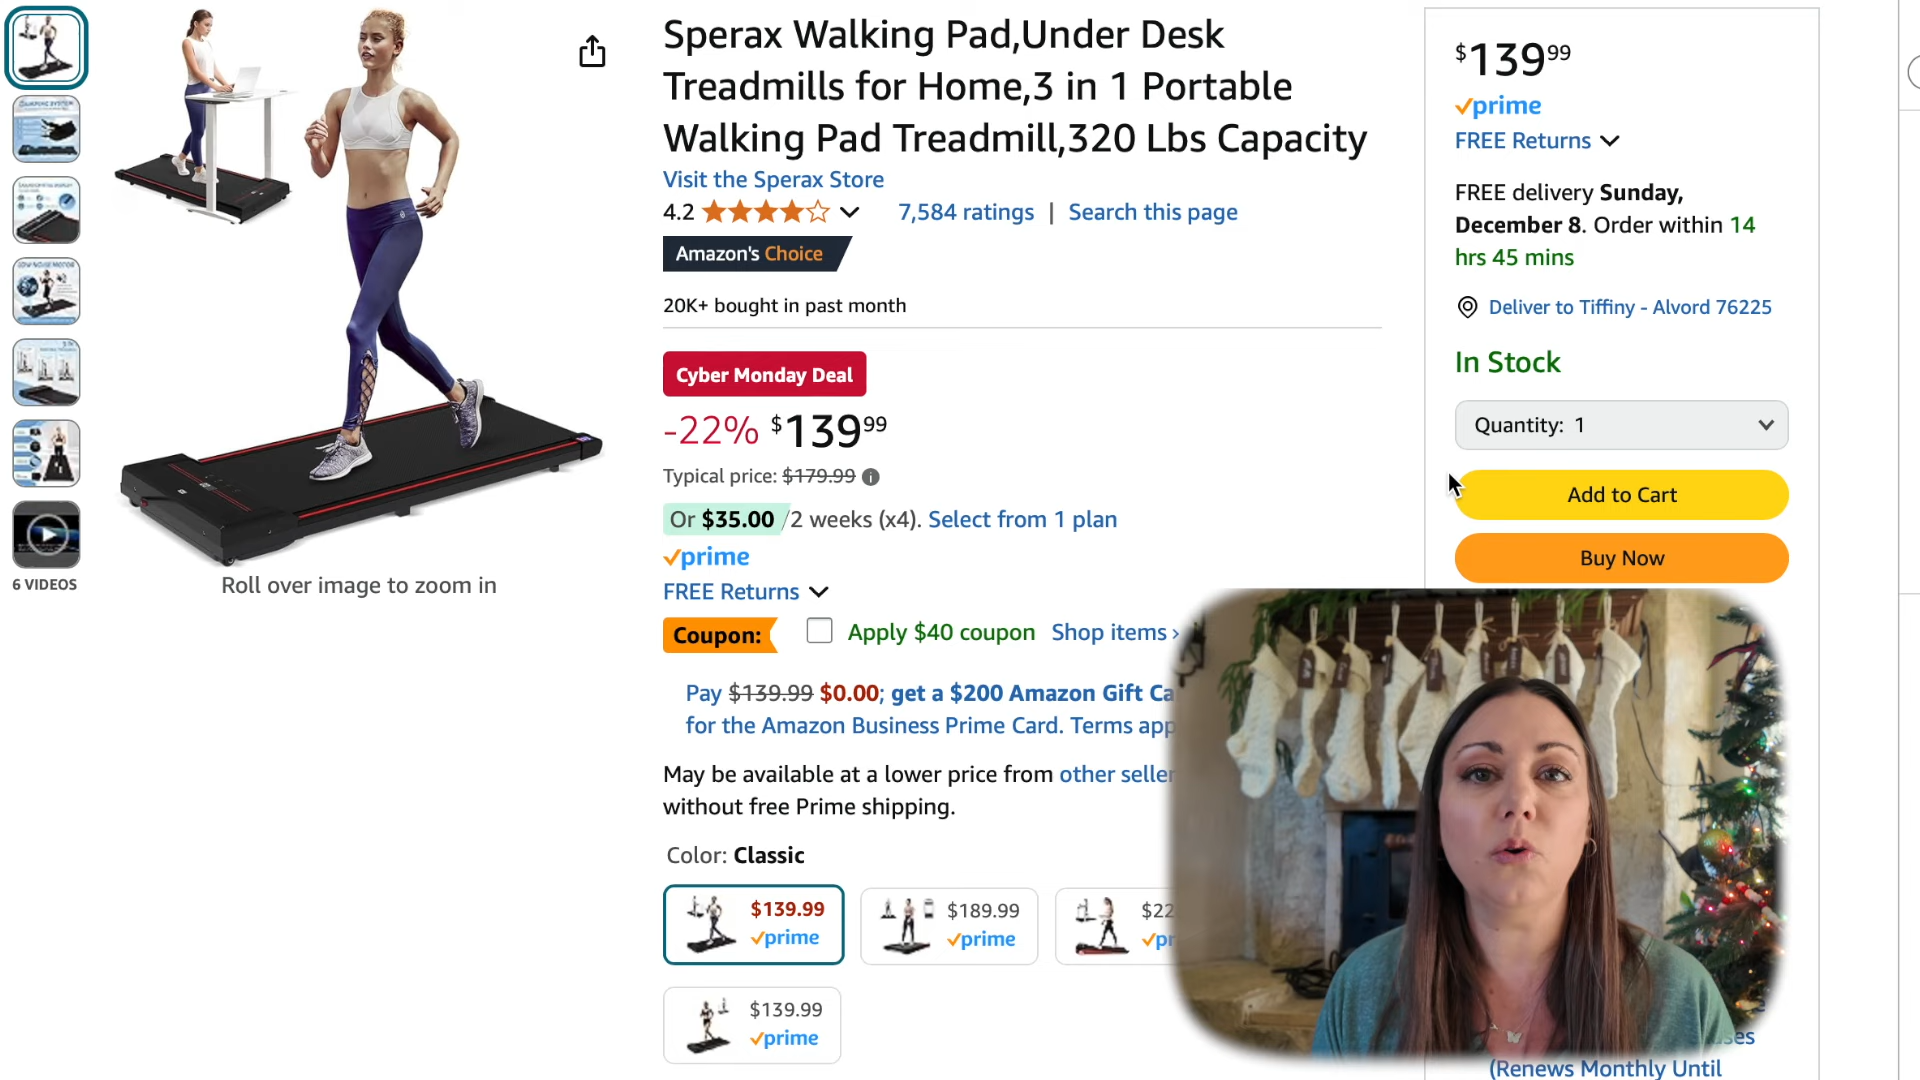 6 VIDEOS
Roll over image to zoom in
Sperax Walking Pad,Under Desk
Treadmills for Home,3 in 1 Portable
Walking Pad Treadmill,320 Lbs Capacity
Visit the Sperax Store
4.2
7,584 ratings | Search this page
Amazon's Choice
20K+ bought in past month
Cyber Monday Deal
-22% $139 99
Typical price: $179.99
Or $35.00 /2 weeks (x4). Select from 1 plan
prime
FREE Returns
Coupon: Apply $40 coupon Shop items ›
Pay $139.99 $0.00; get a $200 Amazon Gift Ca
for the Amazon Business Prime Card. Terms app
May be available at a lower price from other seller
without free Prime shipping.
Color: Classic
$139.99
prime
$189.99
prime
$22
pr
$139.99
prime
$139 99
prime
FREE Returns
FREE delivery Sunday,
December 8. Order within 14
hrs 45 mins
Deliver to Tiffiny - Alvord 76225
In Stock
Quantity: 1
Add to Cart
Buy Now
ses
(Renews Monthly Until